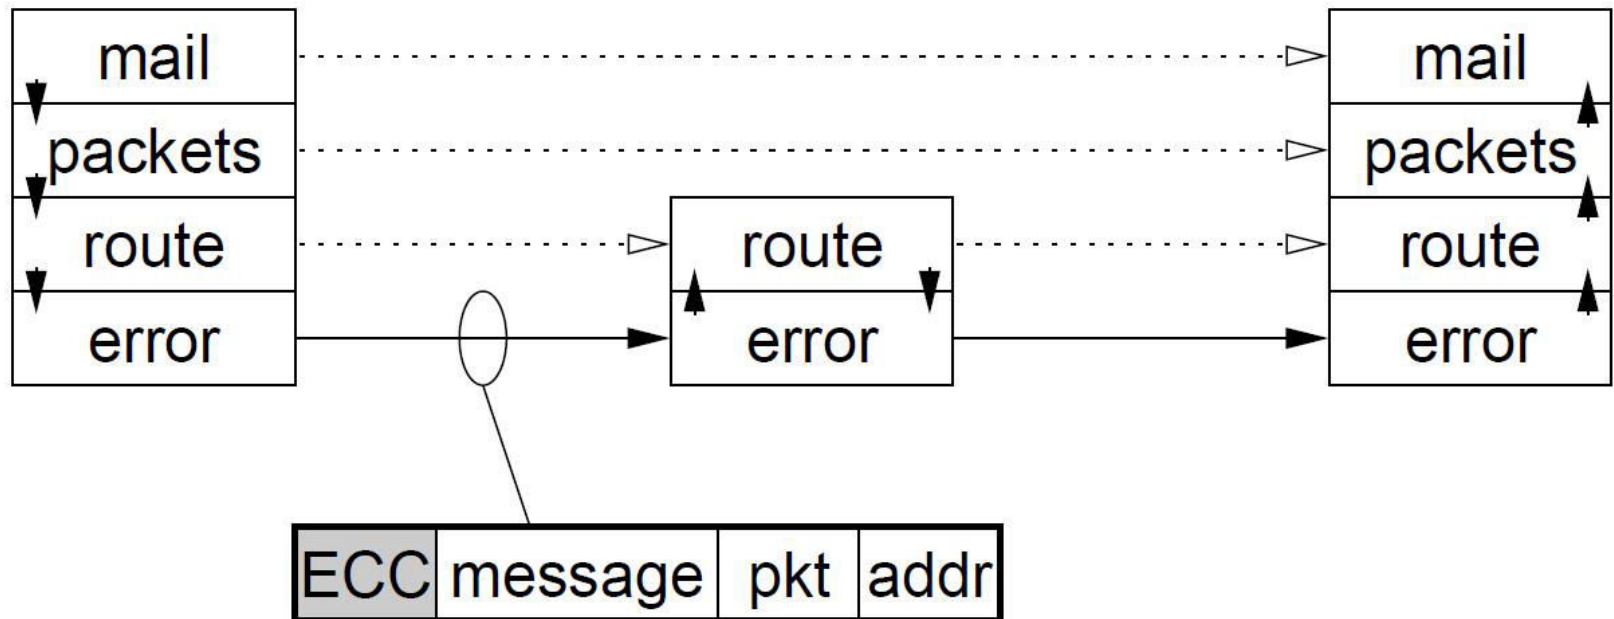 mail mail
packets packets
route route route
error error error
ECC message pkt addr